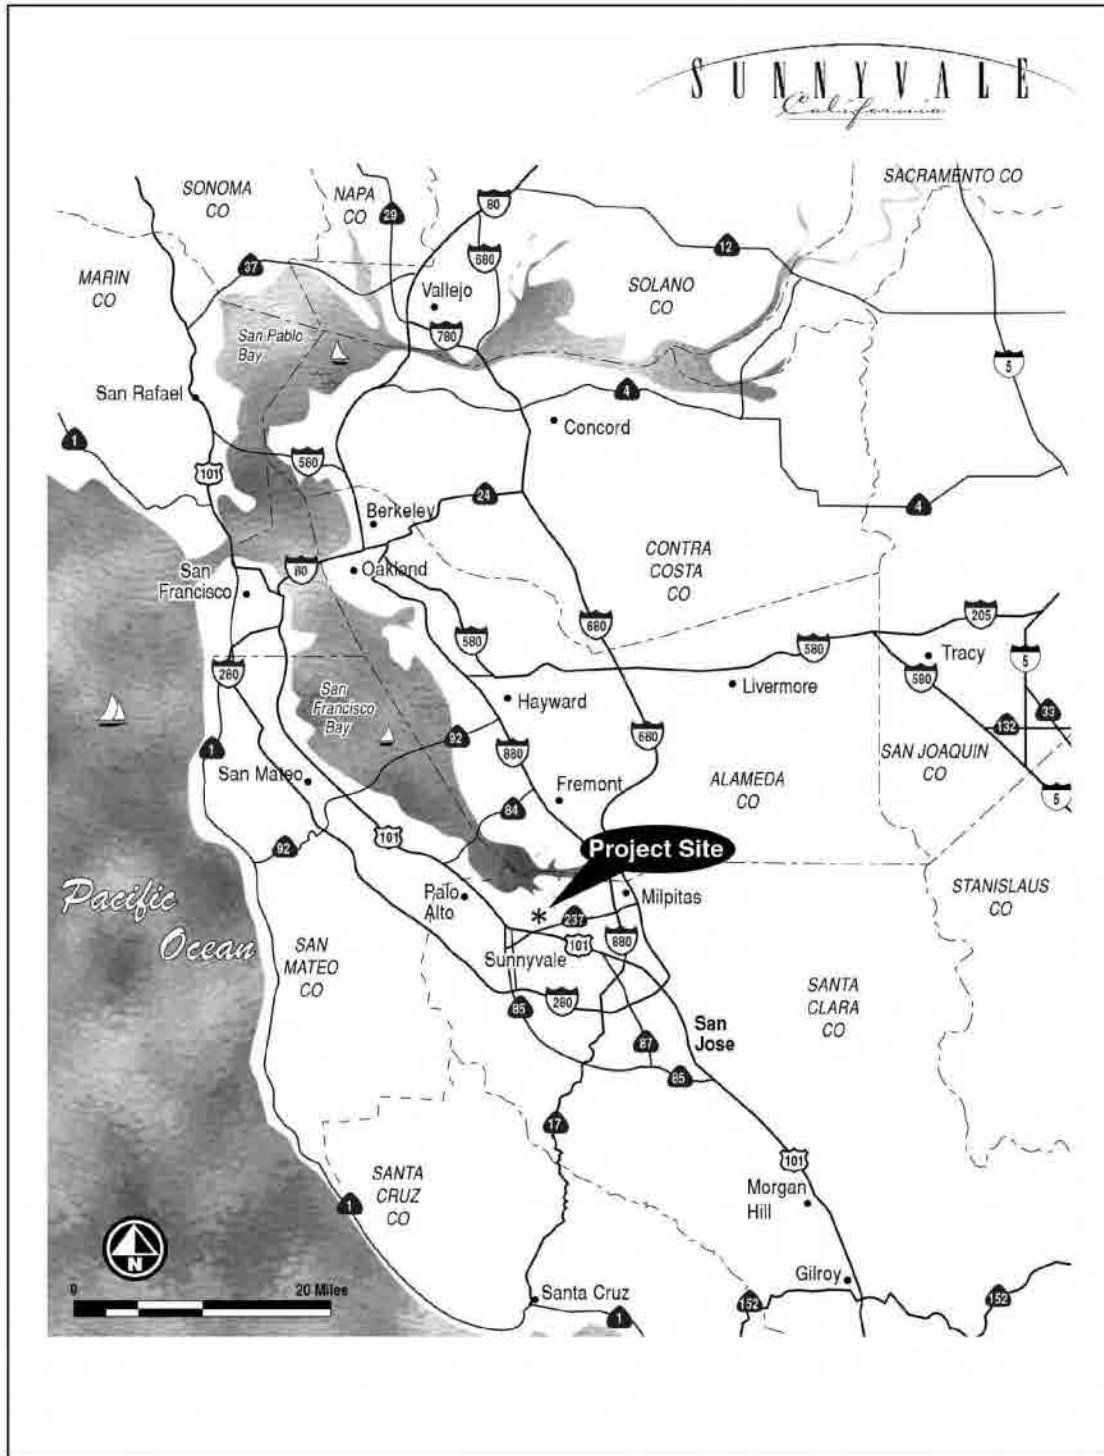 SUNNYVALE
California
SACRAMENTO CO
SONOMA
CO
NAPA
CO
29
80
12
680
37
MARIN
CO
SOLANO
CO
Vallejo
San Pablo
Bay
780
5
San Rafael
4
1
Concord
101
580
24
4
Berkeley
CONTRA
COSTA
CO
San
Francisco
80
Oakland
205
680
580
580
Tracy
5
280
580
San
Francisco
Bay
Hayward
Livermore
33
132
92
1
880
680
SAN JOAQUIN
CO
San Mateo
Fremont
ALAMEDA
CO
5
84
101
92
Project Site
Palo
Alto
Milpitas
STANISLAUS
CO
Pacific
Ocean
*
237
SAN
MATEO
CO
Sunnyvale
101
880
SANTA
CLARA
CO
280
85
San
Jose
87
85
17
101
SANTA
CRUZ
CO
1
Morgan
Hill
N
Gilroy
0
20 Miles
Santa Cruz
1
152
152